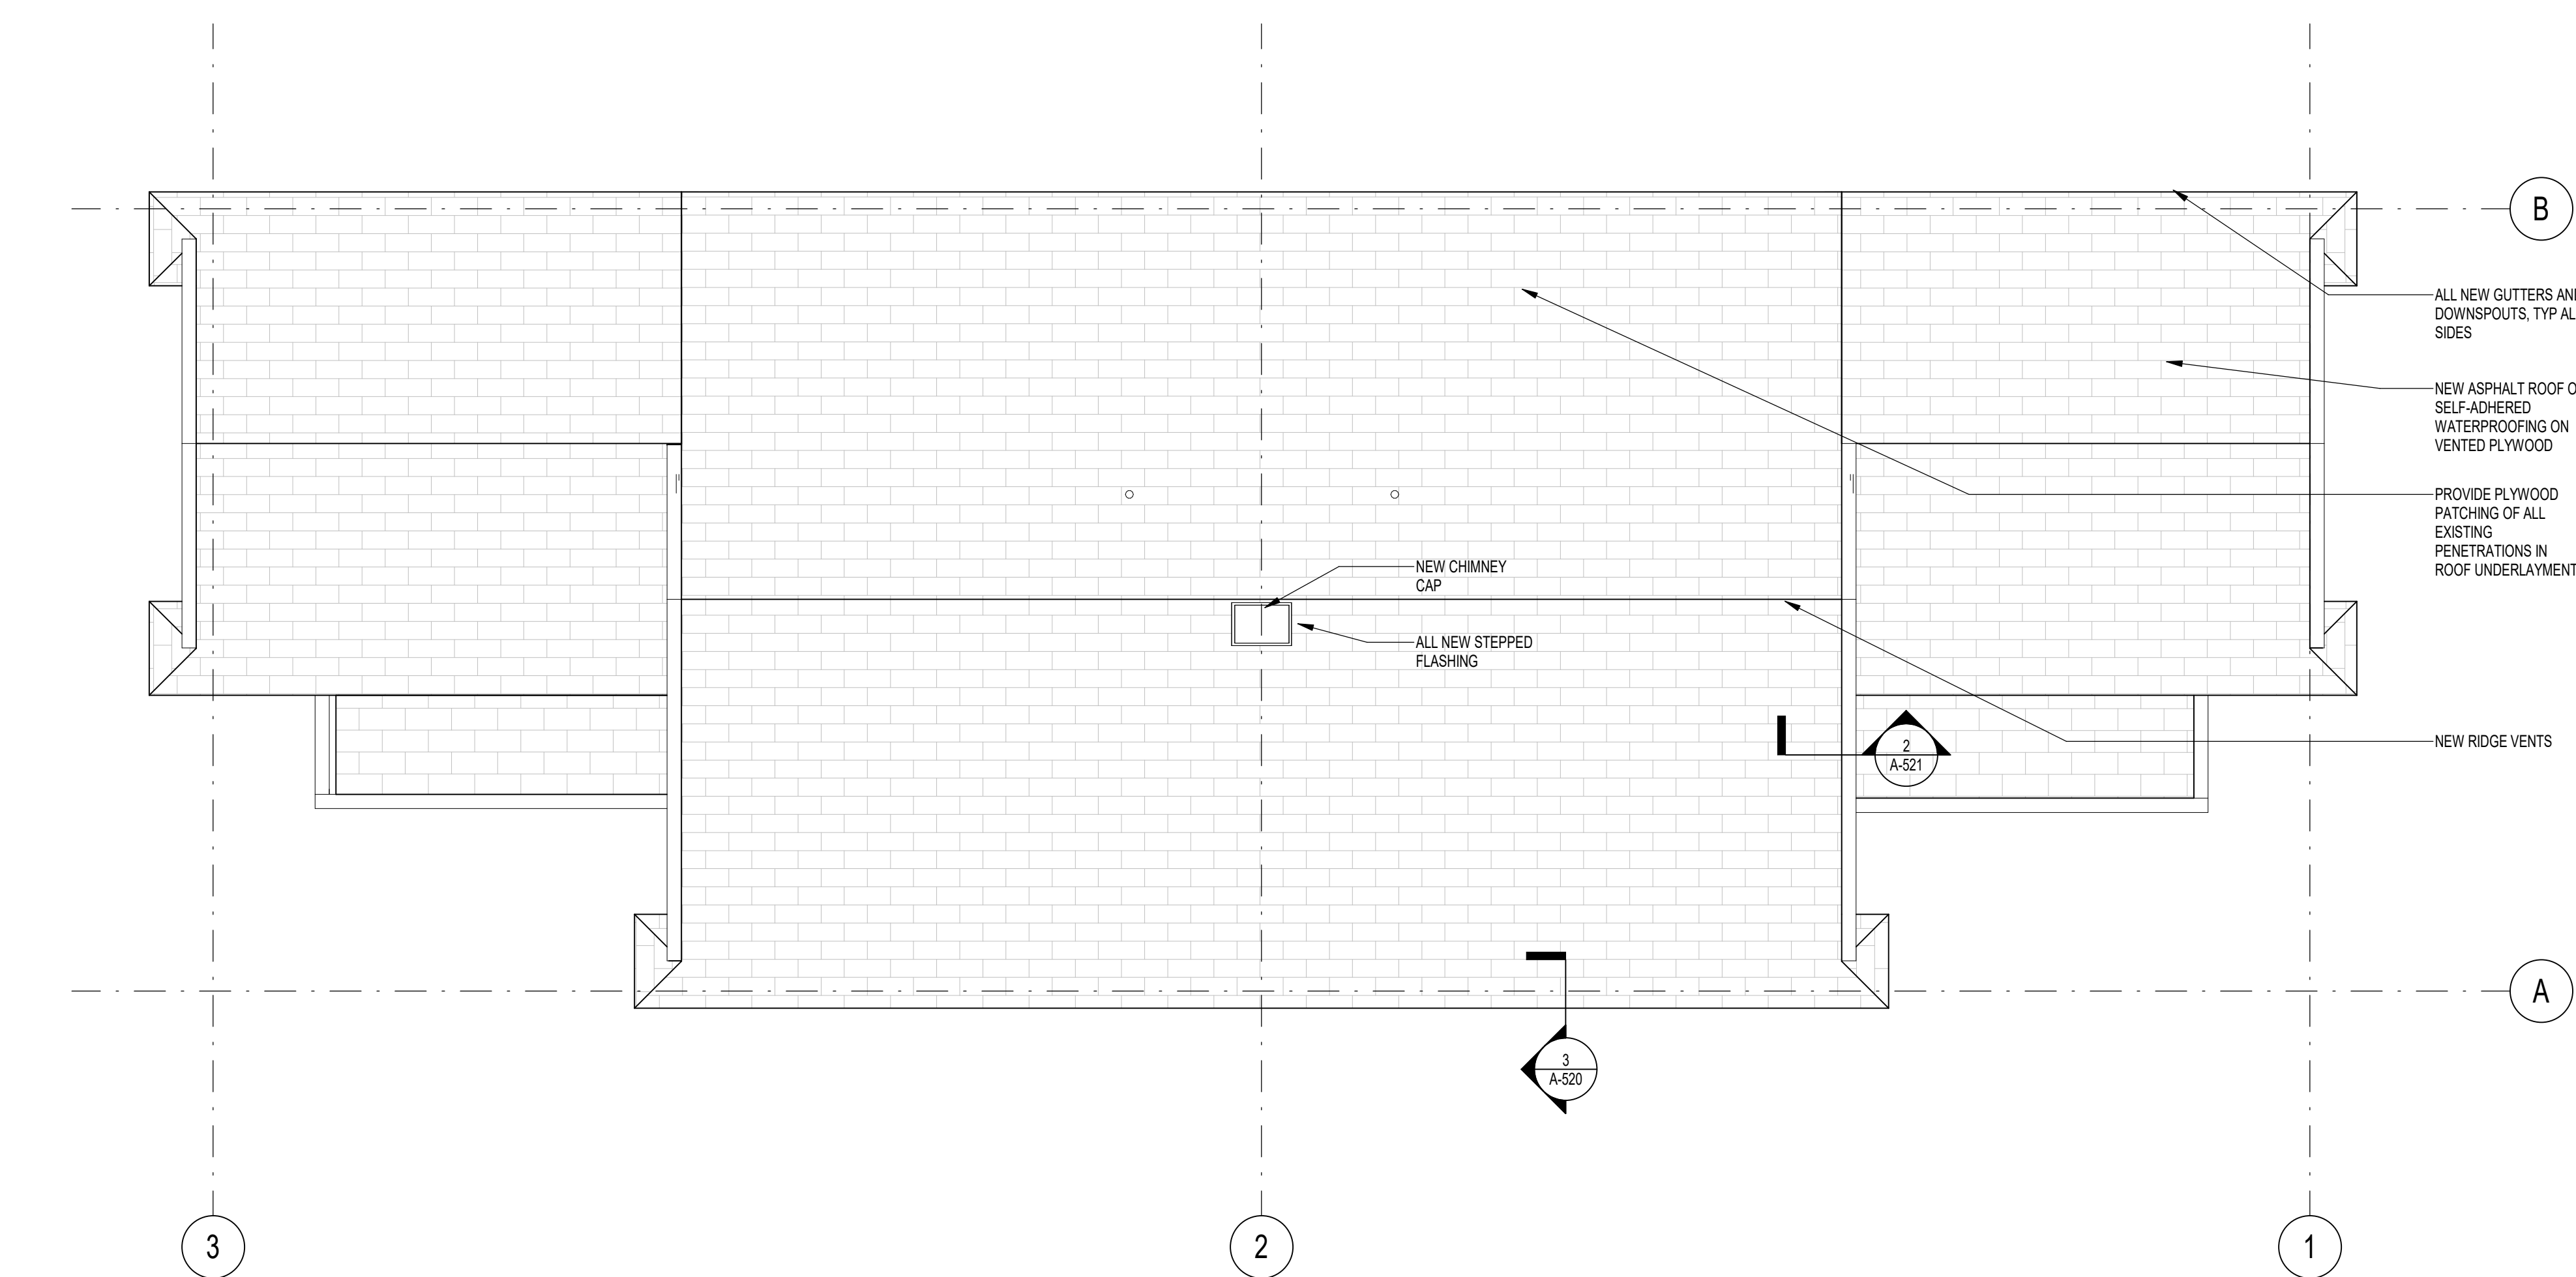 B
ALL NEW GUTTERS AN
DOWNSPOUTS, TYP AL
SIDES
NEW ASPHALT ROOF O
SELF-ADHERED
WATERPROOFING ON
VENTED PLYWOOD
PROVIDE PLYWOOD
PATCHING OF ALL
EXISTING
PENETRATIONS IN
ROOF UNDERLAYMENT
NEW CHIMNEY
CAP
ALL NEW STEPPED
FLASHING
NEW RIDGE VENTS
2
A-521
A
3
A-520
3
2
1